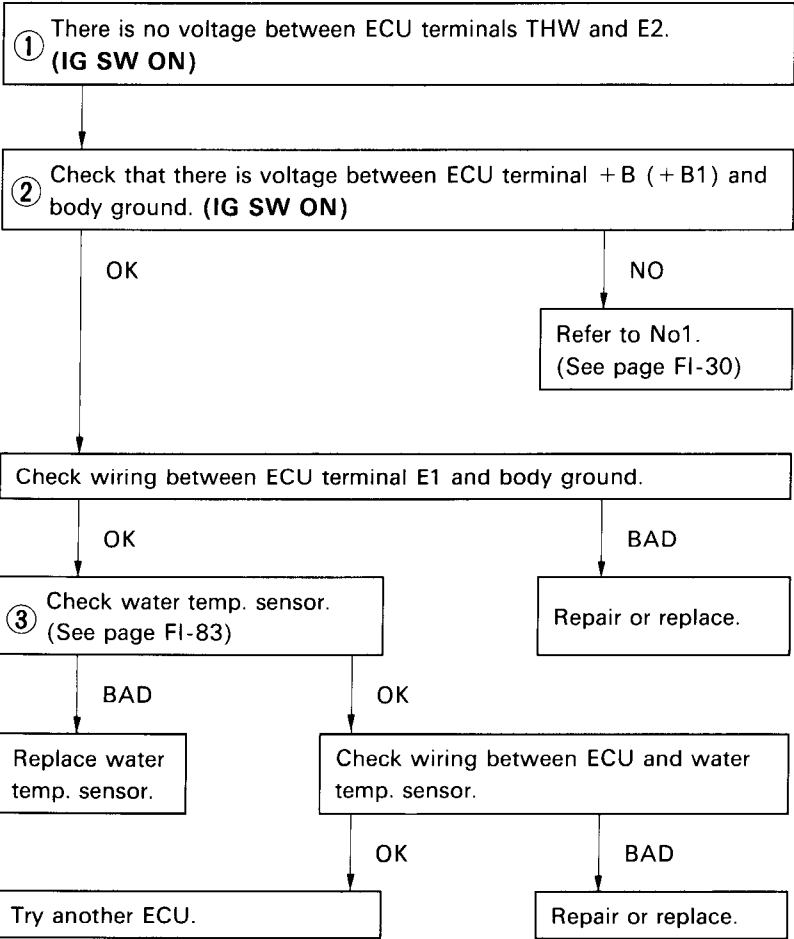 ① There is no voltage between ECU terminals THW and E2.
(IG SW ON)
② Check that there is voltage between ECU terminal +B (+B1) and
body ground. (IG SW ON)
OK
NO
Refer to No1.
(See page FI-30)
Check wiring between ECU terminal E1 and body ground.
OK
BAD
③ Check water temp. sensor.
(See page FI-83)
Repair or replace.
BAD
OK
Replace water
temp. sensor.
Check wiring between ECU and water
temp. sensor.
OK
BAD
Try another ECU.
Repair or replace.